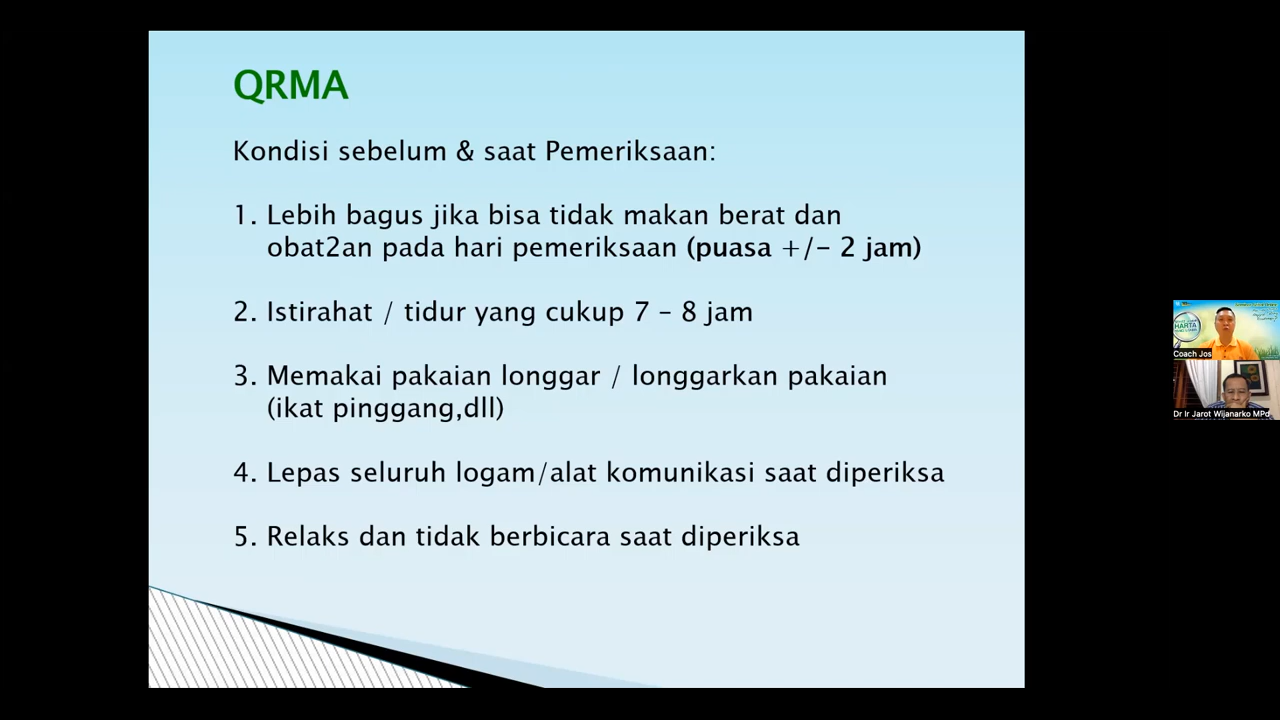 QRMA
Kondisi sebelum & saat Pemeriksaan:
1. Lebih bagus jika bisa tidak makan berat dan
obat2an pada hari pemeriksaan (puasa +/- 2 jam)
2. Istirahat / tidur yang cukup 7 – 8 jam
3. Memakai pakaian longgar / longgarkan pakaian
(ikat pinggang,dll)
4. Lepas seluruh logam/alat komunikasi saat diperiksa
5. Relaks dan tidak berbicara saat diperiksa
HARTA
Coach Jos
Dr Ir Jarot Wijanarko MPd